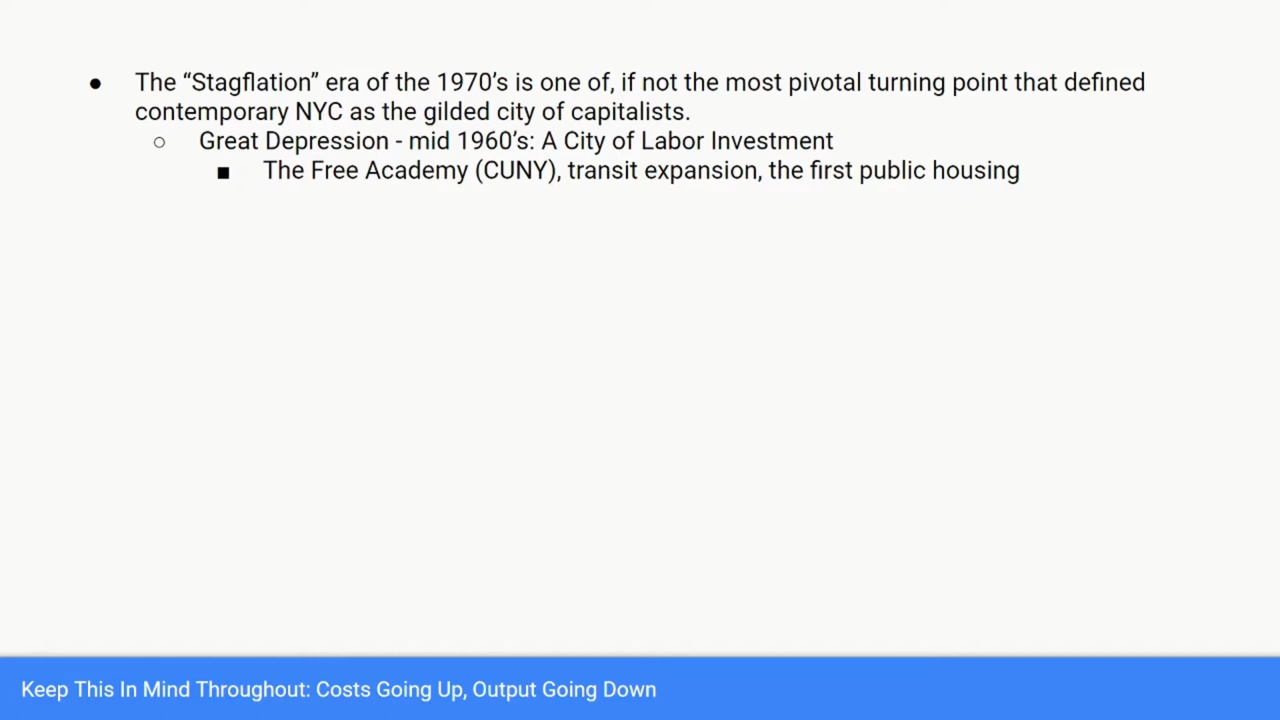 ● The “Stagflation” era of the 1970’s is one of, if not the most pivotal turning point that defined
contemporary NYC as the gilded city of capitalists.
○ Great Depression - mid 1960’s: A City of Labor Investment
■ The Free Academy (CUNY), transit expansion, the first public housing
Keep This In Mind Throughout: Costs Going Up, Output Going Down